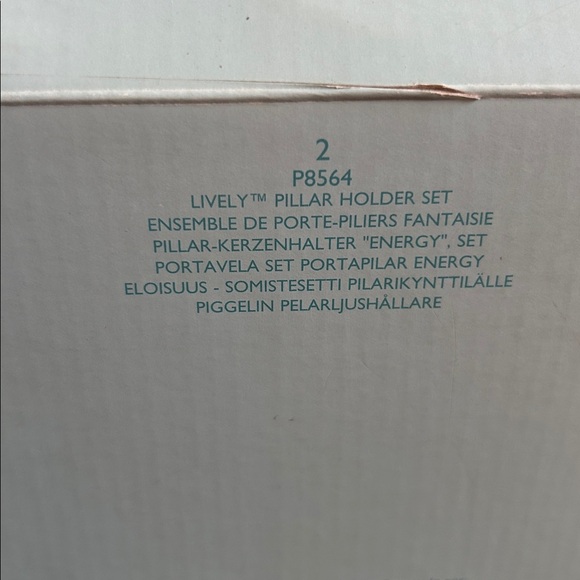 2
P8564
LIVELY™ PILLAR HOLDER SET
ENSEMBLE DE PORTE-PILIERS FANTAISIE
PILLAR-KERZENHALTER "ENERGY", SET
PORTAVELA SET PORTAPILAR ENERGY
ELOISUUS - SOMISTESETTI PILARIKYNTTILÄLLE
PIGGELIN PELARLJUSHÅLLARE